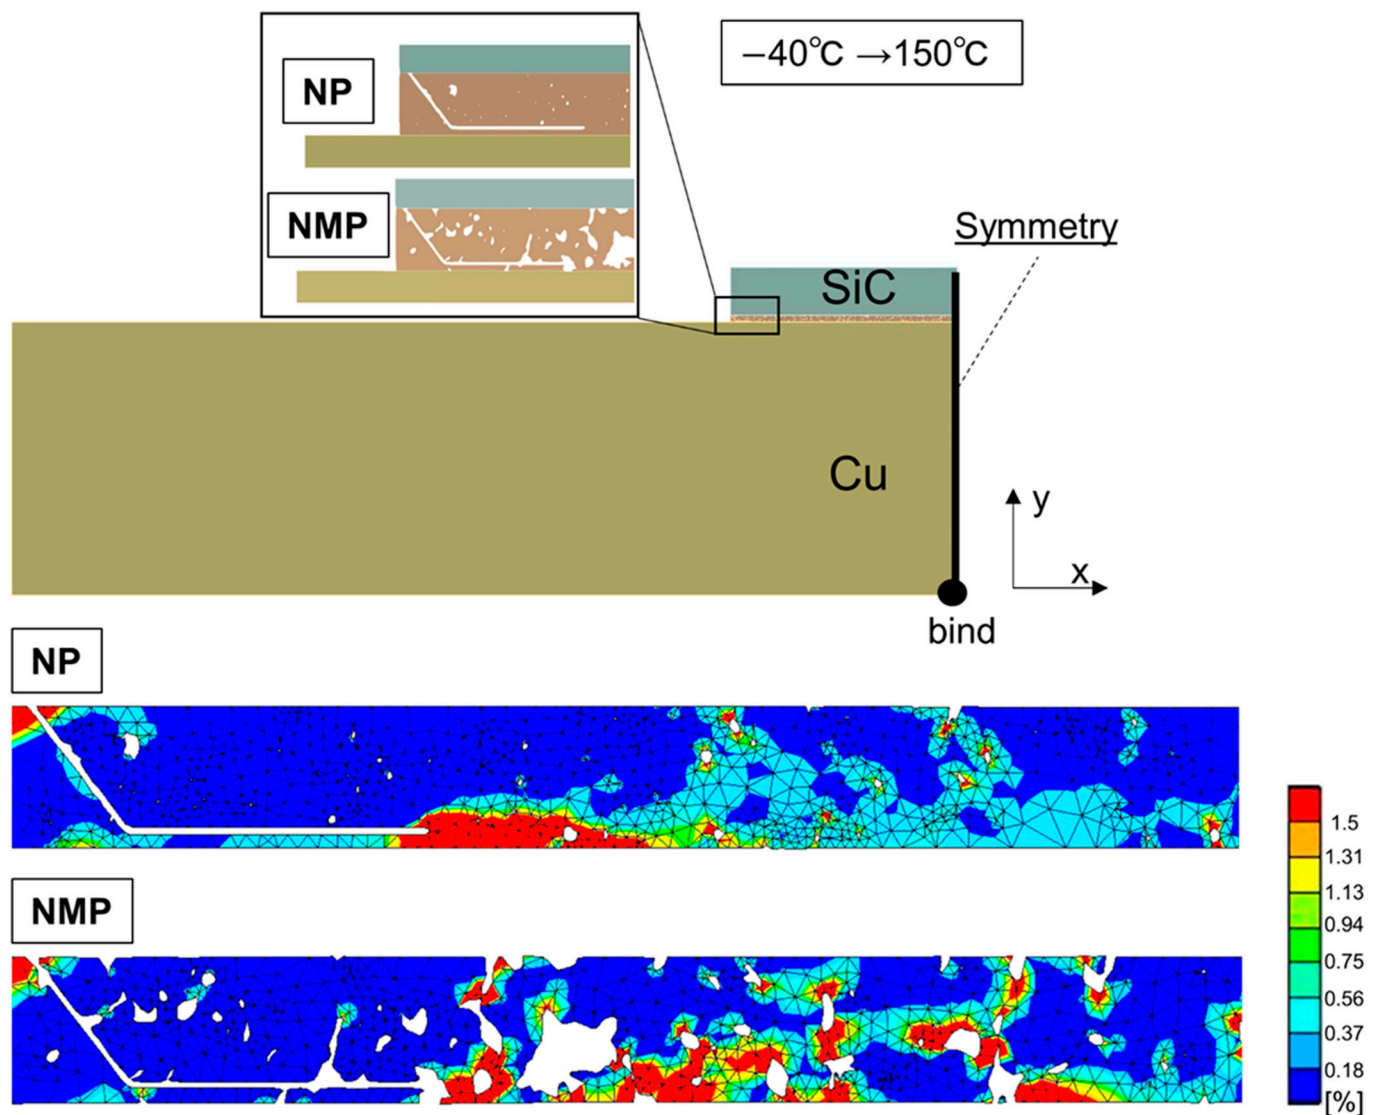 −40℃ →150℃
NP
NMP
Symmetry
SiC
Cu
y
x
bind
NP
NMP
1.5
1.31
1.13
0.94
0.75
0.56
0.37
0.18
[%]